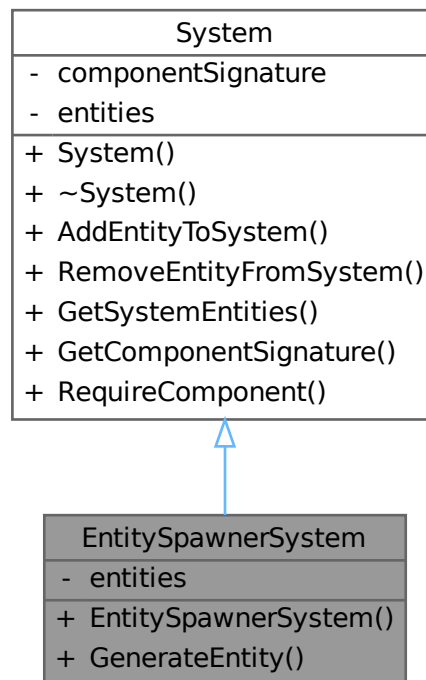 System
- componentSignature
- entities
+ System()
+ ~System()
+ AddEntityToSystem()
+ RemoveEntityFromSystem()
+ GetSystemEntities()
+ GetComponentSignature()
+ RequireComponent()
EntitySpawnerSystem
- entities
+ EntitySpawnerSystem()
+ GenerateEntity()